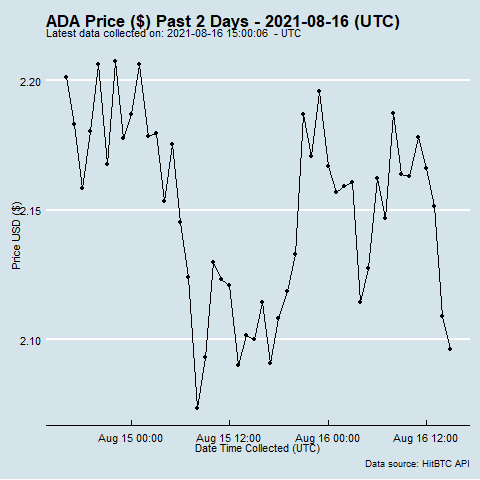 ADA Price ($) Past 2 Days - 2021-08-16 (UTC)
Latest data collected on: 2021-08-16 15:00:06 - UTC
2.20
2.15
2.10
Price USD ($)
Aug 15 00:00 Aug 15 12:00 Aug 16 00:00 Aug 16 12:00
Date Time Collected (UTC)
Data source: HitBTC API